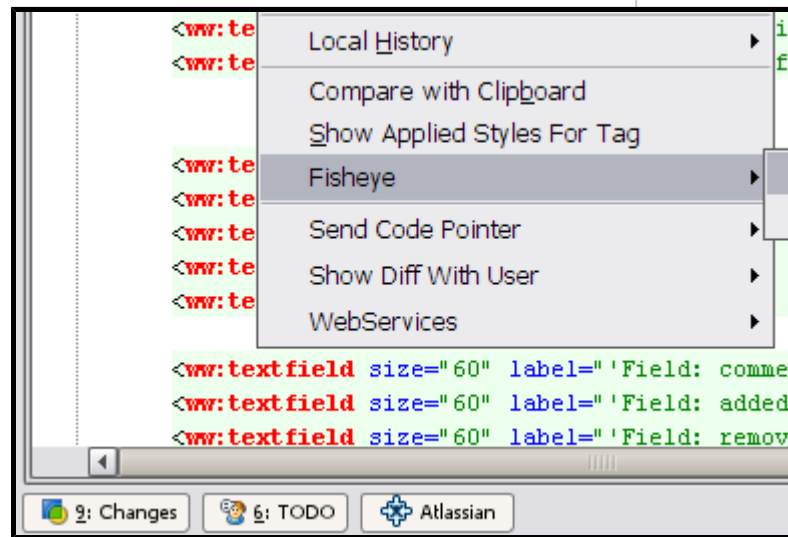 <ww:te
Local History
<ww:te
Compare with Clipboard
Show Applied Styles For Tag
<ww:te
Fisheye
<ww:te
<ww:te
Send Code Pointer
<ww:te
Show Diff With User
<ww:te
WebServices
<ww:textfield size="60" label="'Field: comme
<ww:textfield size="60" label="'Field: added
<ww:textfield size="60" label="'Field: remov
9: Changes 6: TODO Atlassian